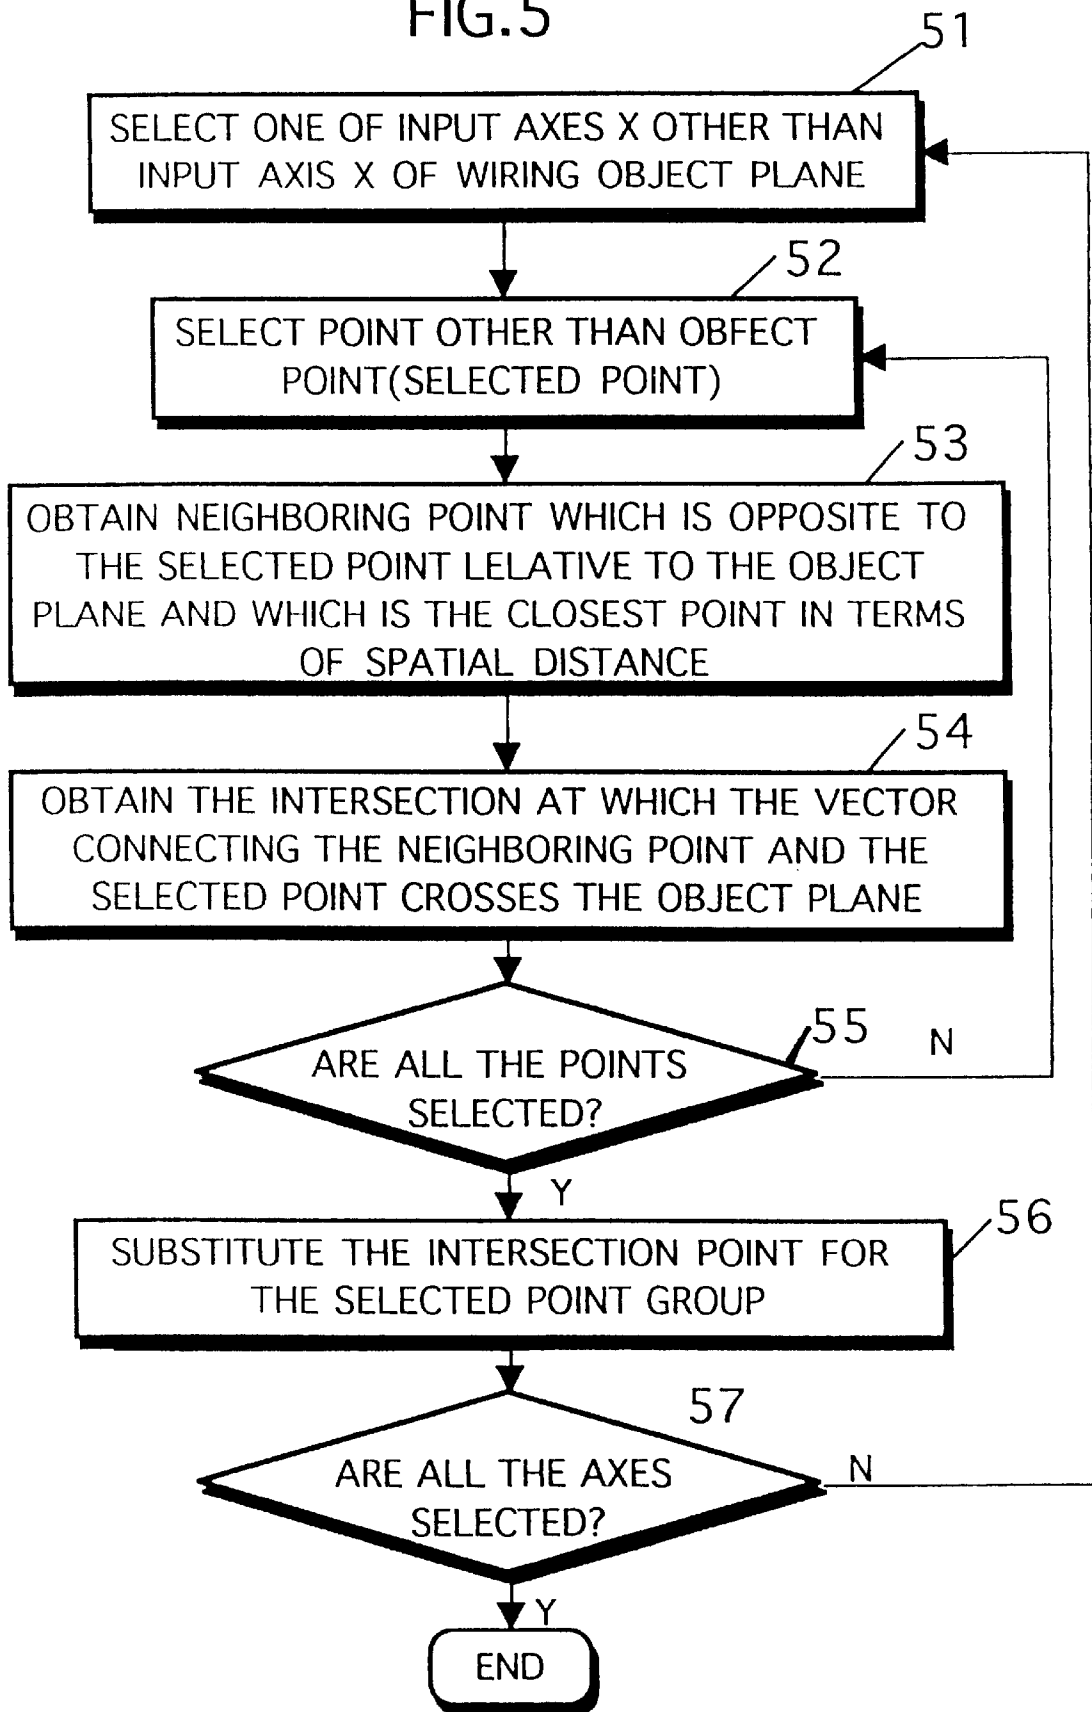 FIG.5
51
SELECT ONE OF INPUT AXES X OTHER THAN
INPUT AXIS X OF WIRING OBJECT PLANE
52
SELECT POINT OTHER THAN OBFECT
POINT(SELECTED POINT)
53
OBTAIN NEIGHBORING POINT WHICH IS OPPOSITE TO
THE SELECTED POINT LELATIVE TO THE OBJECT
PLANE AND WHICH IS THE CLOSEST POINT IN TERMS
OF SPATIAL DISTANCE
54
OBTAIN THE INTERSECTION AT WHICH THE VECTOR
CONNECTING THE NEIGHBORING POINT AND THE
SELECTED POINT CROSSES THE OBJECT PLANE
55
N
ARE ALL THE POINTS
SELECTED?
Y
56
SUBSTITUTE THE INTERSECTION POINT FOR
THE SELECTED POINT GROUP
57
N
ARE ALL THE AXES
SELECTED?
Y
END